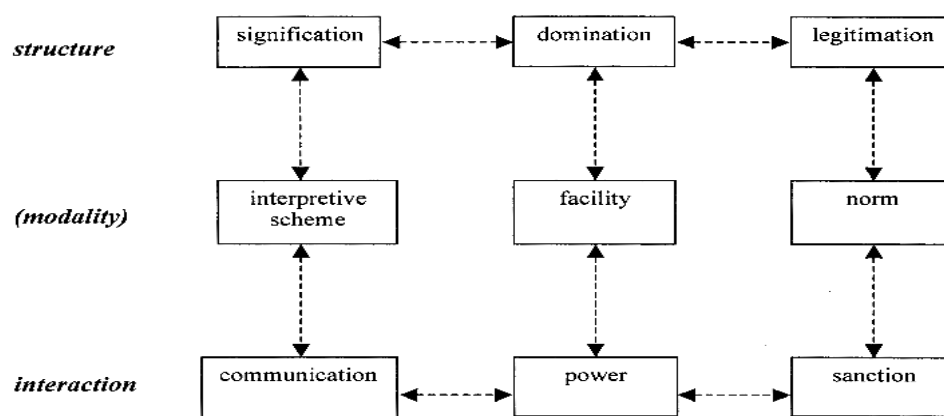 structure
signification
domination
legitimation
(modality)
interpretive
scheme
facility
norm
interaction
communication
power
sanction